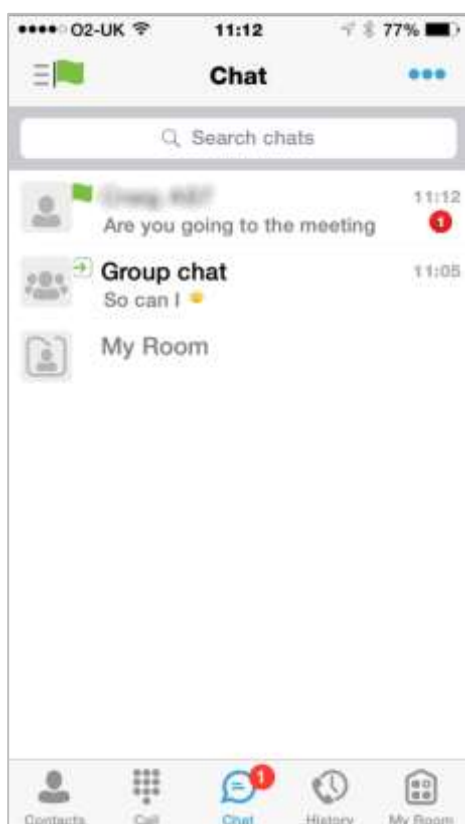 02-UK 11:12 77%
Chat
Search chats
11:12
Are you going to the meeting 1
Group chat 11:05
So can I
My Room
1
Contacts Call Chat History My Room